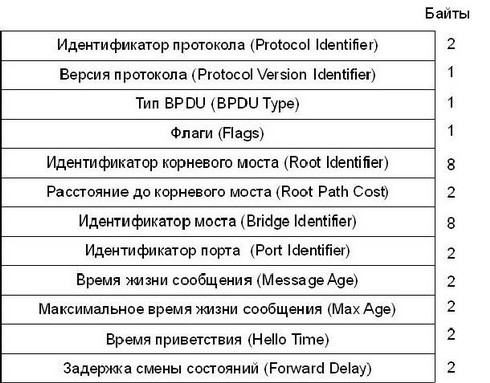 Байты
Идентификатор протокола (Protocol Identifier) 2
Версия протокола (Protocol Version Identifier) 1
Тип BPDU (BPDU Type) 1
Флаги (Flags) 1
Идентификатор корневого моста (Root Identifier) 8
Расстояние до корневого моста (Root Path Cost) 2
Идентификатор моста (Bridge Identifier) 8
Идентификатор порта (Port Identifier) 2
Время жизни сообщения (Message Age) 2
Максимальное время жизни сообщения (Max Age) 2
Время приветствия (Hello Time) 2
Задержка смены состояний (Forward Delay) 2